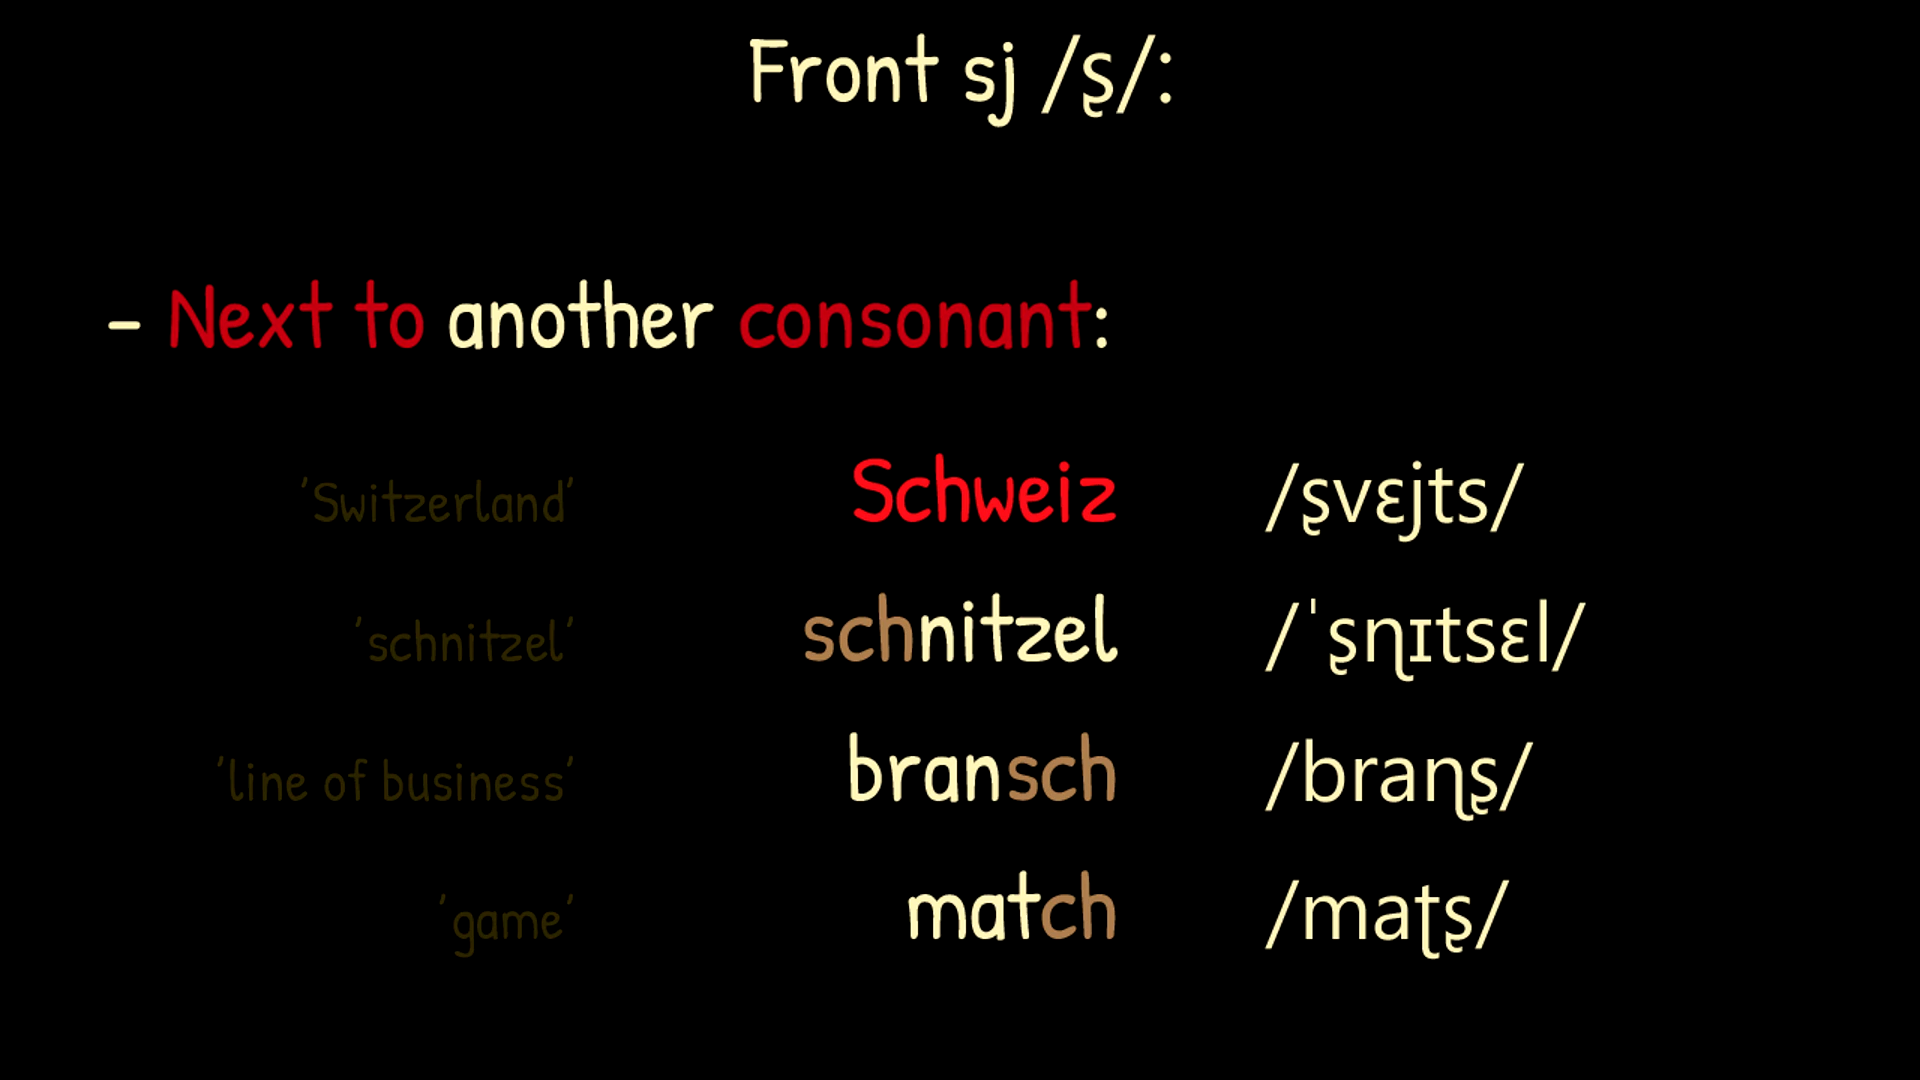 Front sj /ʂ/:
- Next to another consonant:
'Switzerland' Schweiz /ʂvɛjts/
'schnitzel' schnitzel /ˈʂɳɪtsɛl/
'line of business' bransch /braɳʂ/
'game' match /maʈʂ/